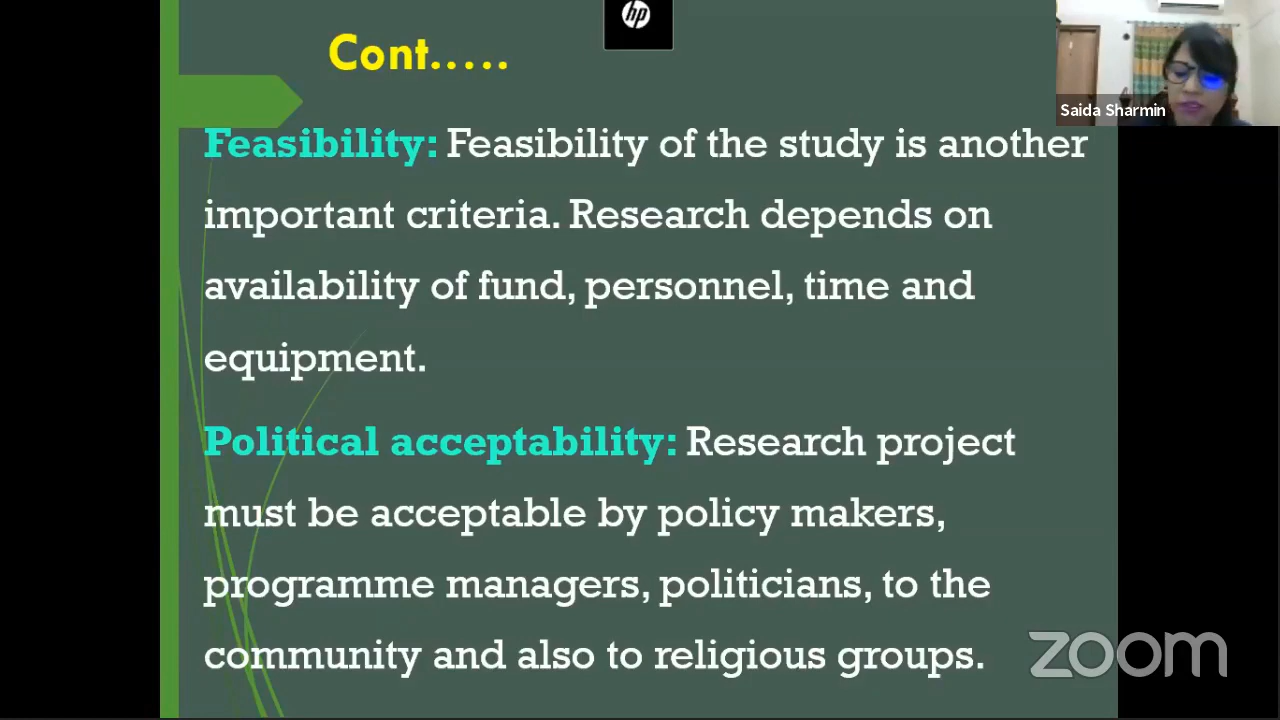 hp
Cont.....
Saida Sharmin
Feasibility: Feasibility of the study is another
important criteria. Research depends on
availability of fund, personnel, time and
equipment.
Political acceptability: Research project
must be acceptable by policy makers,
programme managers, politicians, to the
community and also to religious groups.
zoom